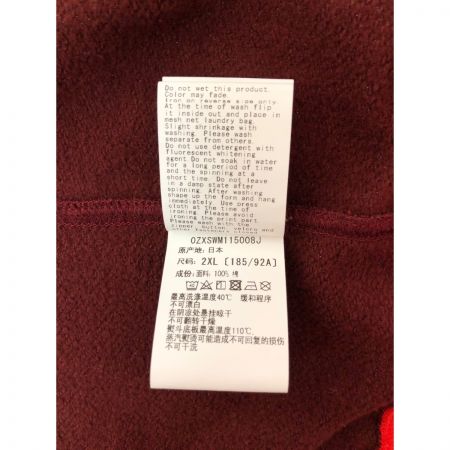 Do not wet this product.
Color may fade.
Iron on reverse side only.
At the time of wash flip
it inside out and place in
mesh net laundry bag.
Slight shrinkage with
washing. Please wash
separate from others.
Do not use detergent with
fluorescent whitening
agent Do not soak in water
for a long period of time
and the spinning at a
short time. Do not leave
in a damp state after
washing. After washing
shape up the form and hang
immediately. Use press
cloth at the time of
ironing. Please avoid
ironing the print part.
zipper button, velcro and
OZXSWM115008J
原产地: 日本
尺码: 2XL [185/92A]
成份: 面料: 100% 棉
最高洗涤温度40℃ 缓和程序
不可漂白
在阴凉处悬挂晾干
不可翻转干燥
熨斗底板最高温度110℃.
蒸汽熨烫可能造成不可回复的损伤
不可干洗